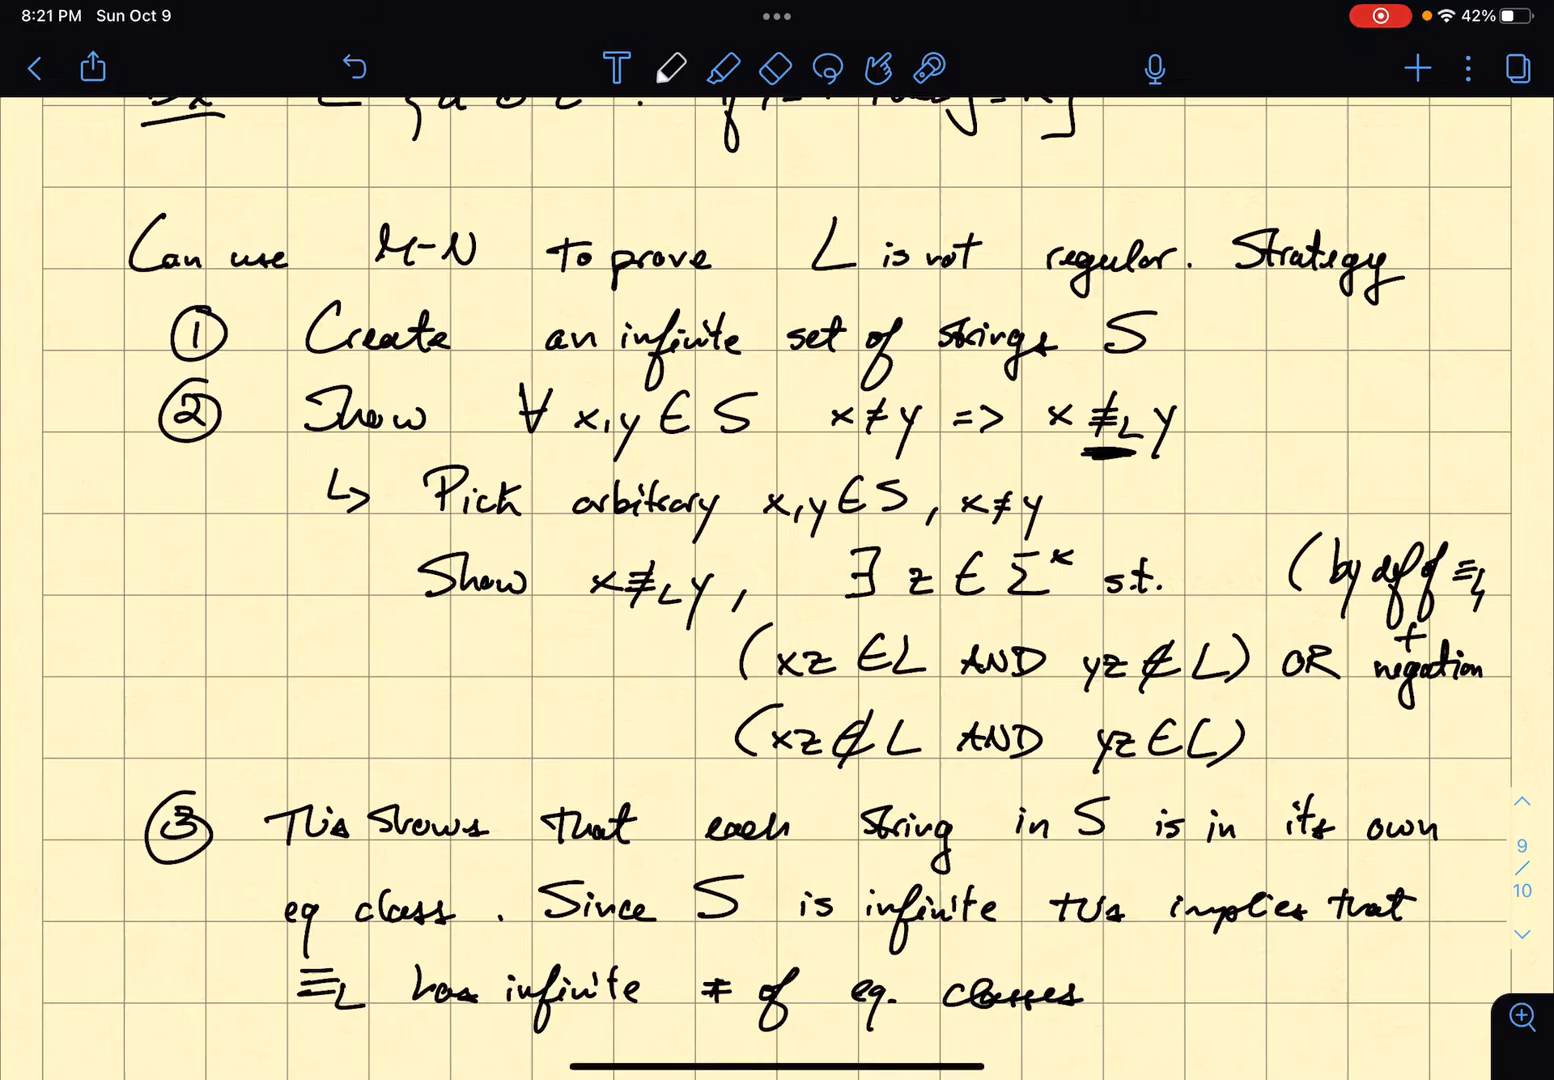 8:21 PM Sun Oct 9
42%
Can use M-N to prove L is not regular. Strategy
① Create an infinite set of strings S
② Show ∀ x,y ∈ S x ≠ y => x ≢L y
↳ Pick arbitrary x,y ∈ S, x ≠ y
Show x ≢L y, ∃ z ∈ Σ* s.t. (by def of ≡L
+
(xz ∈ L AND yz ∉ L) OR negation
(xz ∉ L AND yz ∈ L)
③ This shows that each string in S is in its own
eq class. Since S is infinite this implies that
≡L has infinite # of eq. classes
9
/
10